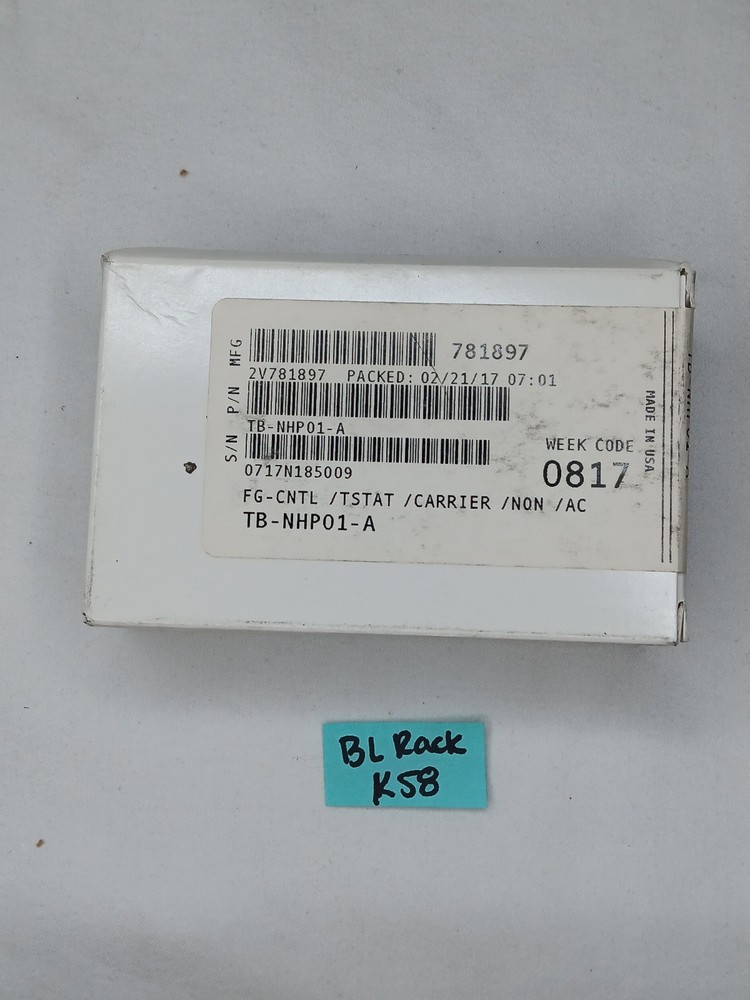 MFG 781897
2V781897 PACKED: 02/21/17 07:01
P/N
TB-NHP01-A
S/N
0717N185009
WEEK CODE
0817
MADE IN USA
FG-CNTL /TSTAT /CARRIER /NON /AC
TB-NHP01-A
BL Rack
K58